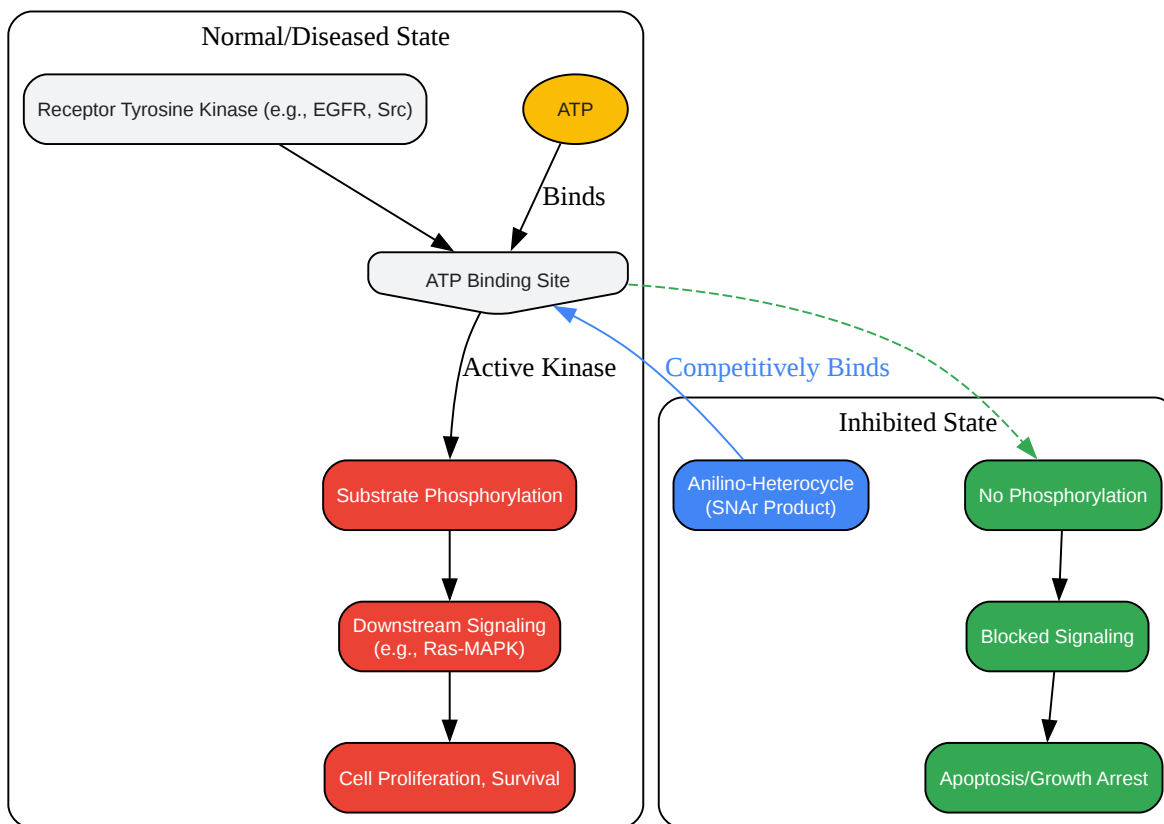 Normal/Diseased State
Receptor Tyrosine Kinase (e.g., EGFR, Src)
ATP
Binds
ATP Binding Site
Active Kinase
Competitively Binds
Inhibited State
Substrate Phosphorylation
Anilino-Heterocycle
(SNAr Product)
No Phosphorylation
Downstream Signaling
(e.g., Ras-MAPK)
Blocked Signaling
Cell Proliferation, Survival
Apoptosis/Growth Arrest